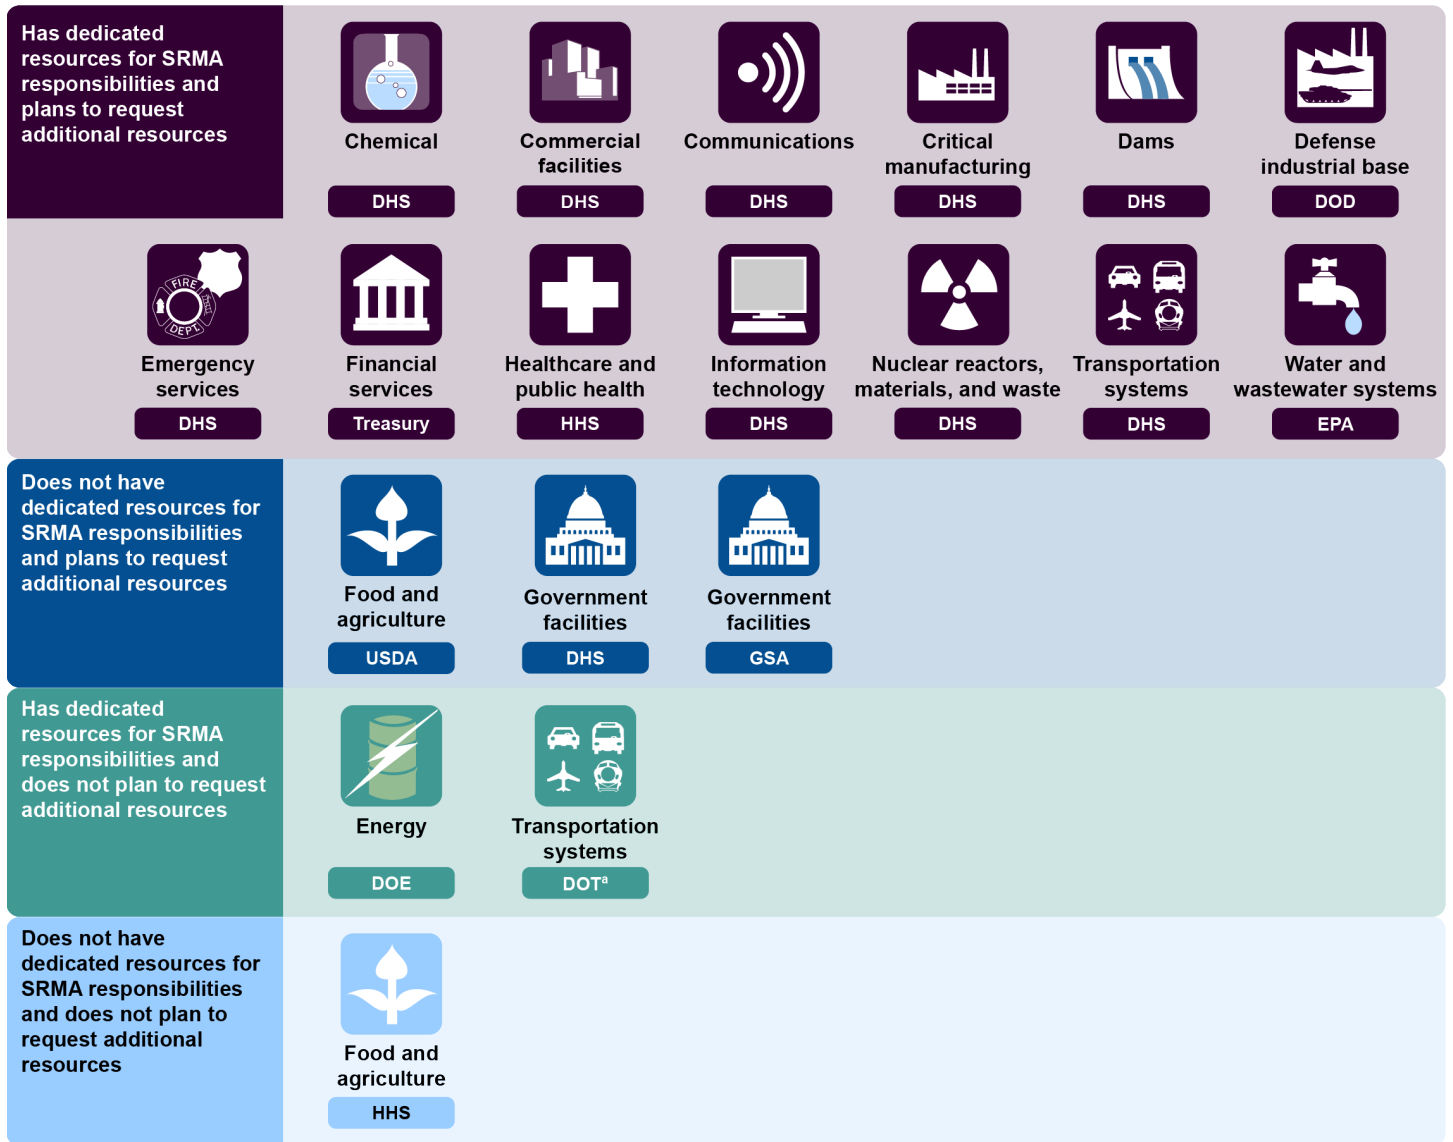 Has dedicated
resources for SRMA
responsibilities and
plans to request
additional resources
Chemical
DHS
Commercial
facilities
DHS
Communications
DHS
Critical
manufacturing
DHS
Dams
DHS
Defense
industrial base
DOD
FIRE
DEPT.
Emergency
services
DHS
Financial
services
Treasury
Healthcare and
public health
HHS
Information
technology
DHS
Nuclear reactors,
materials, and waste
DHS
Transportation
systems
DHS
Water and
wastewater systems
EPA
Does not have
dedicated resources for
SRMA responsibilities
and plans to request
additional resources
Food and
agriculture
USDA
Government
facilities
DHS
Government
facilities
GSA
Has dedicated
resources for SRMA
responsibilities and
does not plan to request
additional resources
Energy
DOE
Transportation
systems
DOTª
Does not have
dedicated resources for
SRMA responsibilities
and does not plan to
request additional
resources
Food and
agriculture
HHS